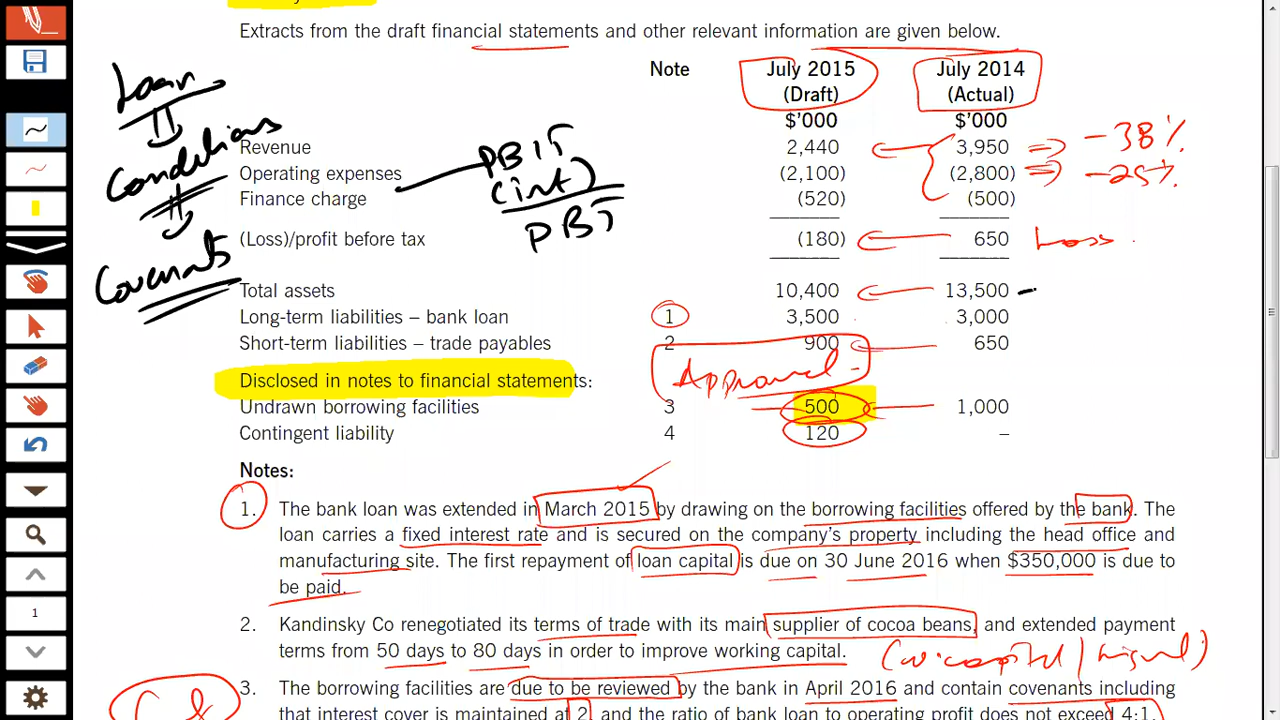 Extracts from the draft financial statements and other relevant information are given below.
Note July 2015 July 2014
(Draft) (Actual)
$'000 $'000
Revenue 2,440 3,950 -38%
Operating expenses (2,100) (2,800) -25%
Finance charge (520) (500)
(Loss)/profit before tax (180) 650 Loss
Total assets 10,400 13,500
Long-term liabilities – bank loan 1 3,500 3,000
Short-term liabilities – trade payables 2 900 650
Disclosed in notes to financial statements:
Undrawn borrowing facilities 3 500 1,000
Contingent liability 4 120 –
Loan
Conditions
Covenants
PBIT
(int)
PBT
Approval
Notes:
1. The bank loan was extended in March 2015 by drawing on the borrowing facilities offered by the bank. The
loan carries a fixed interest rate and is secured on the company's property including the head office and
manufacturing site. The first repayment of loan capital is due on 30 June 2016 when $350,000 is due to
be paid.
2. Kandinsky Co renegotiated its terms of trade with its main supplier of cocoa beans, and extended payment
terms from 50 days to 80 days in order to improve working capital.
3. The borrowing facilities are due to be reviewed by the bank in April 2016 and contain covenants including
that interest cover is maintained at 2, and the ratio of bank loan to operating profit does not exceed 4:1.
1